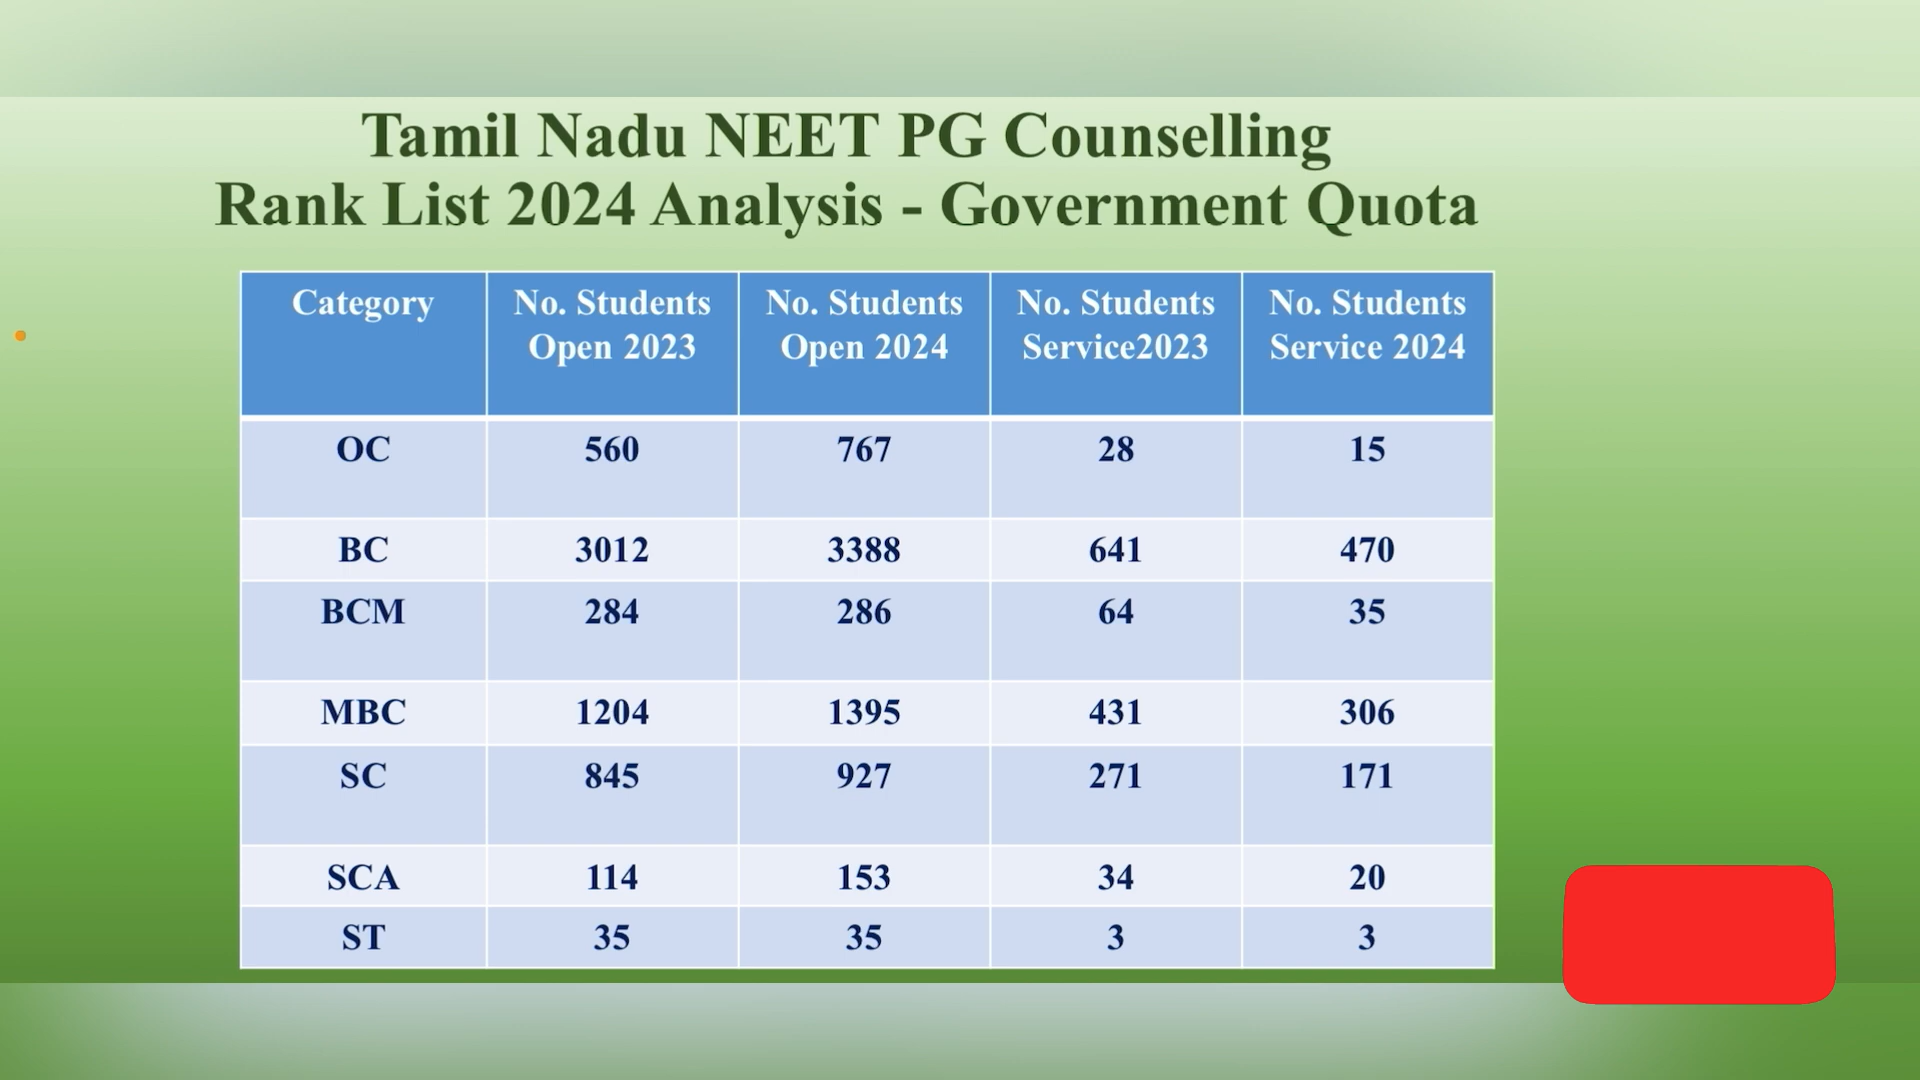 Tamil Nadu NEET PG Counselling
Rank List 2024 Analysis - Government Quota
Category No. Students Open 2023 No. Students Open 2024 No. Students Service2023 No. Students Service 2024
OC 560 767 28 15
BC 3012 3388 641 470
BCM 284 286 64 35
MBC 1204 1395 431 306
SC 845 927 271 171
SCA 114 153 34 20
ST 35 35 3 3